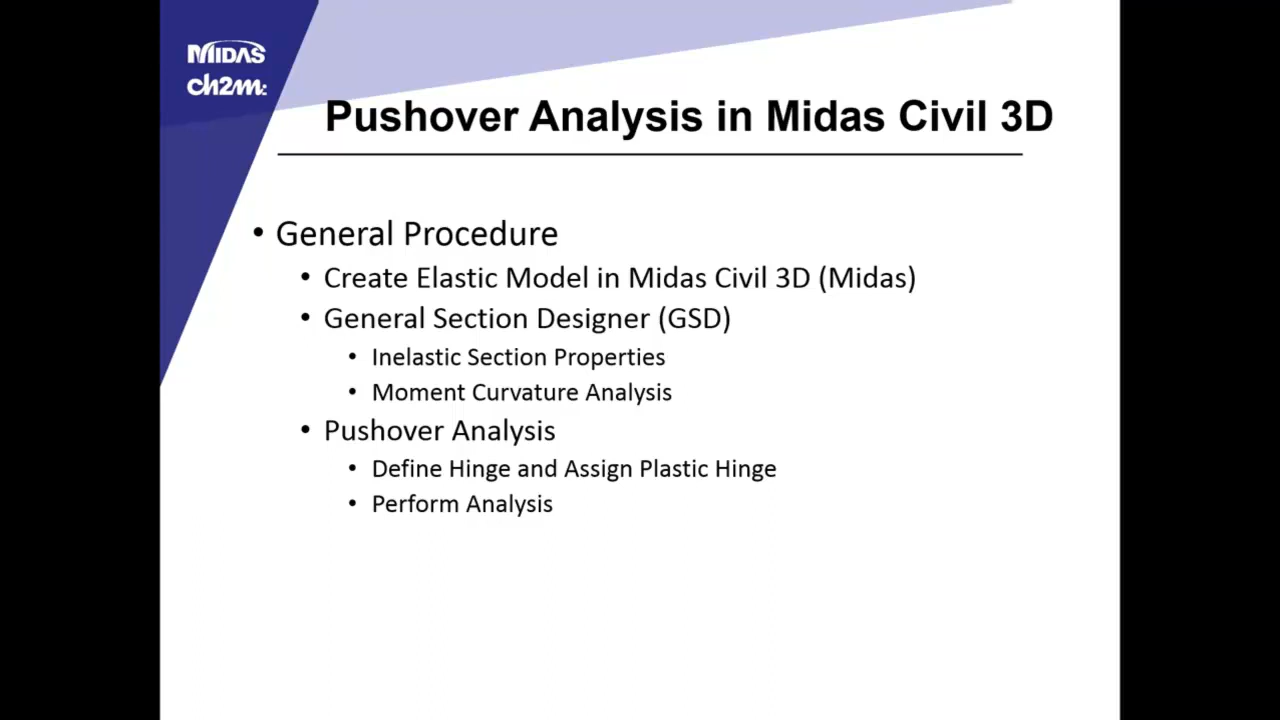 MIDAS
ch2m:
Pushover Analysis in Midas Civil 3D
• General Procedure
• Create Elastic Model in Midas Civil 3D (Midas)
• General Section Designer (GSD)
• Inelastic Section Properties
• Moment Curvature Analysis
• Pushover Analysis
• Define Hinge and Assign Plastic Hinge
• Perform Analysis